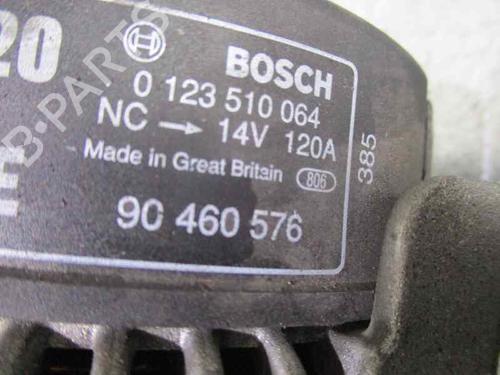 20
BOSCH
0 123 510 064
NC → 14V 120A
Made in Great Britain 806
385
E
90 460 576
B-PARTS